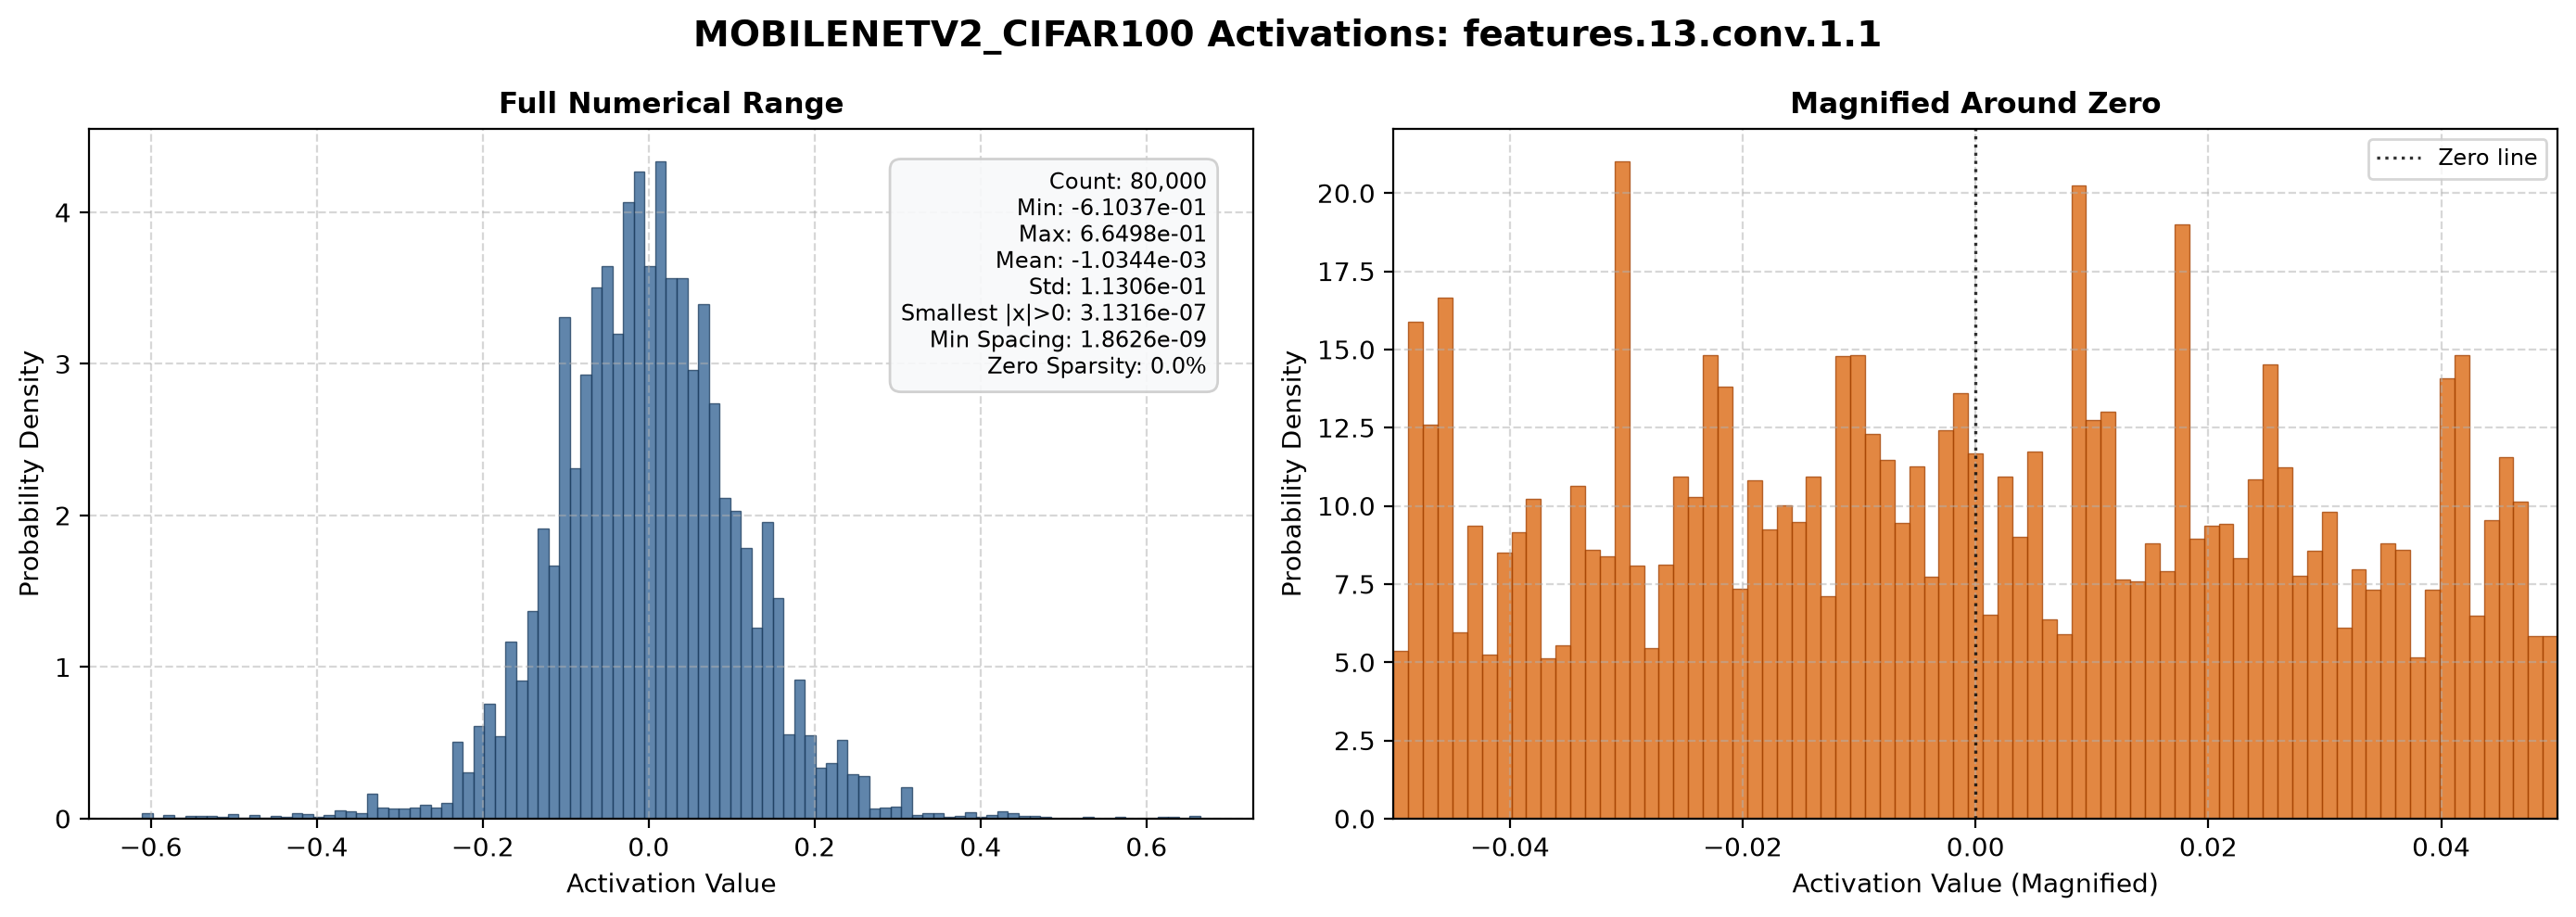 MOBILENETV2_CIFAR100 Activations: features.13.conv.1.1
Full Numerical Range
Probability Density
4
3
2
1
0
Count: 80,000
Min: -6.1037e-01
Max: 6.6498e-01
Mean: -1.0344e-03
Std: 1.1306e-01
Smallest |x|>0: 3.1316e-07
Min Spacing: 1.8626e-09
Zero Sparsity: 0.0%
−0.6 −0.4 −0.2 0.0 0.2 0.4 0.6
Activation Value
Magnified Around Zero
Probability Density
20.0
17.5
15.0
12.5
10.0
7.5
5.0
2.5
0.0
Zero line
−0.04 −0.02 0.00 0.02 0.04
Activation Value (Magnified)